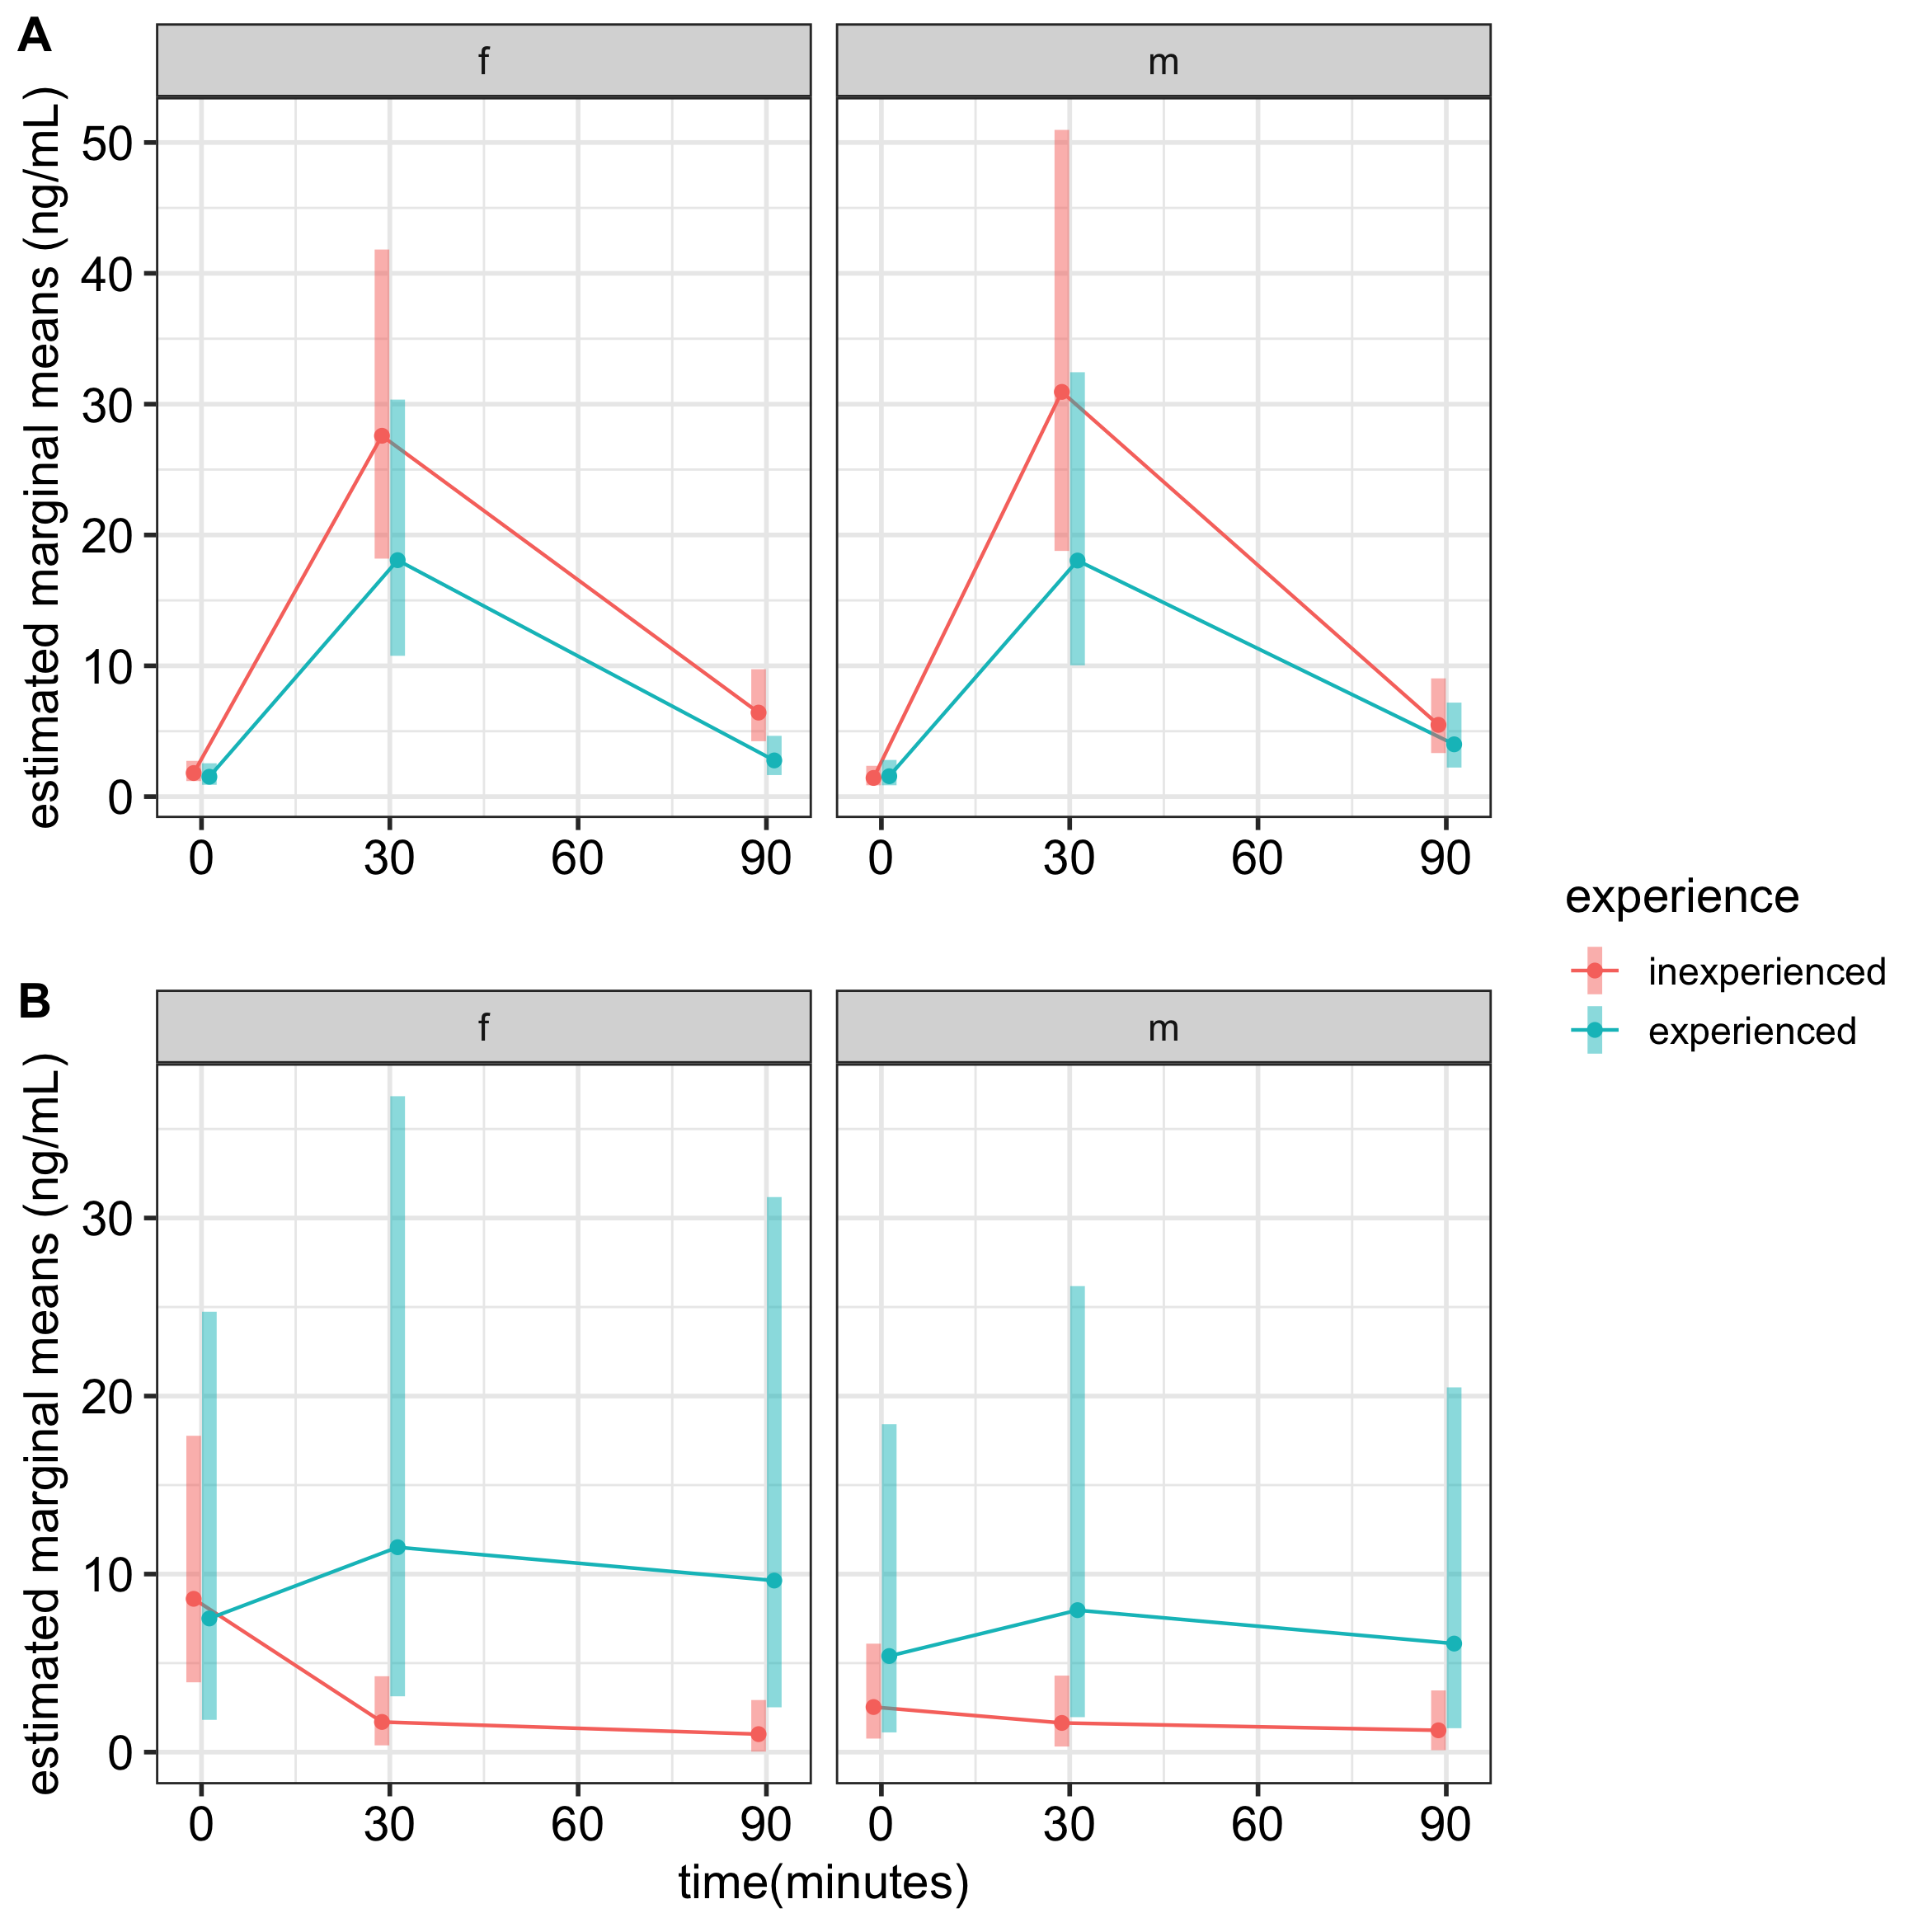 A
f
m
estimated marginal means (ng/mL)
50
40
30
20
10
0
0 30 60 90
0 30 60 90
experience
inexperienced
experienced
B
f
m
estimated marginal means (ng/mL)
30
20
10
0
0 30 60 90
0 30 60 90
time(minutes)